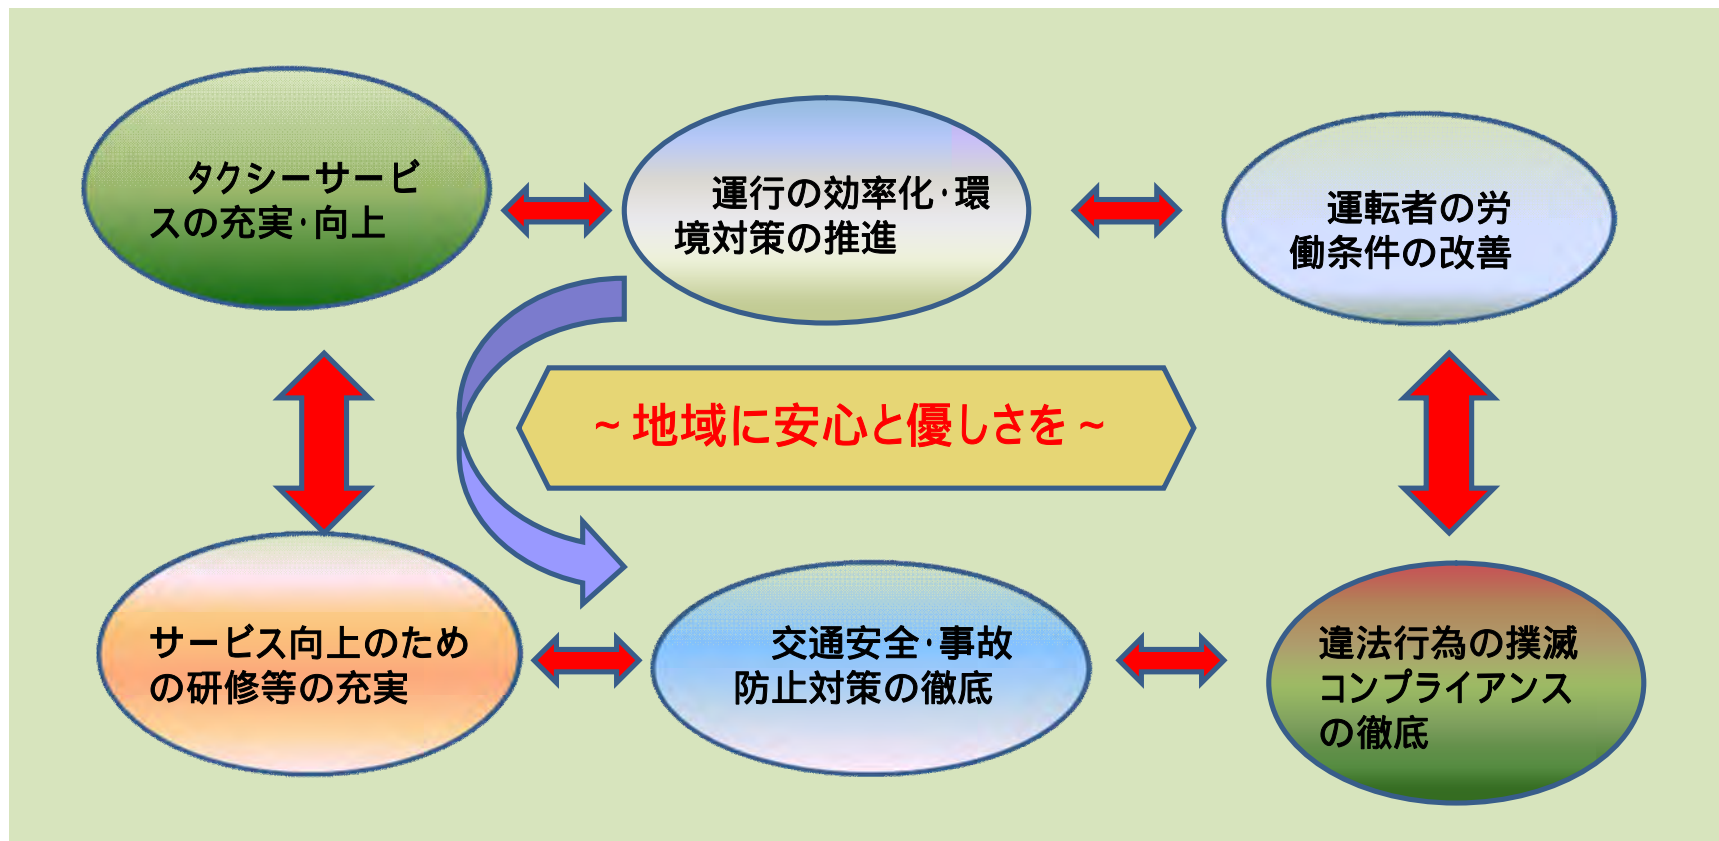 タクシーサービ
スの充実・向上
運行の効率化・環
境対策の推進
運転者の労
働条件の改善
~地域に安心と優しさを~
サービス向上のため
の研修等の充実
交通安全・事故
防止対策の徹底
違法行為の撲滅
コンプライアンス
の徹底